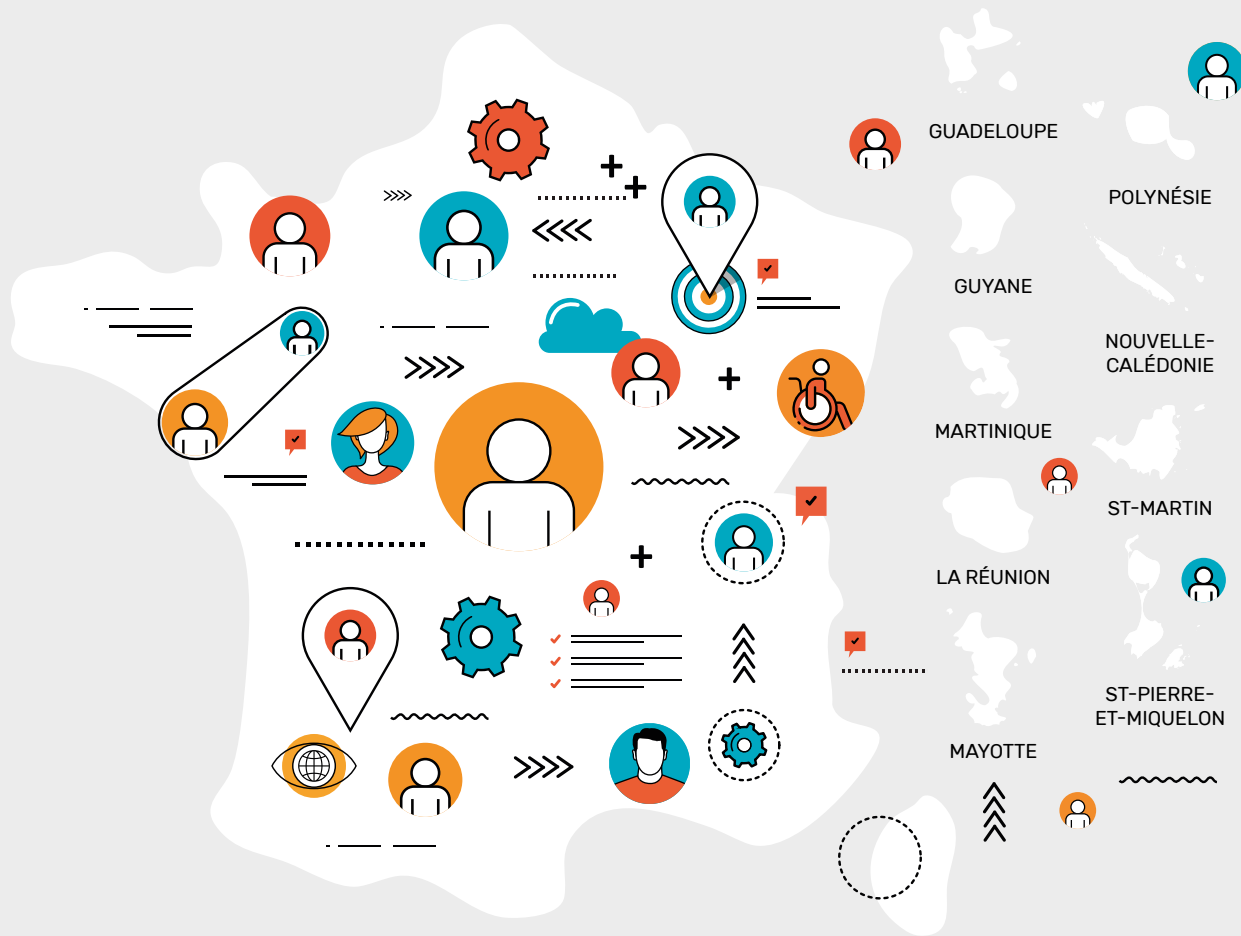 GUADELOUPE
POLYNÉSIE
GUYANE
NOUVELLE-
CALÉDONIE
MARTINIQUE
ST-MARTIN
LA RÉUNION
ST-PIERRE-
ET-MIQUELON
MAYOTTE